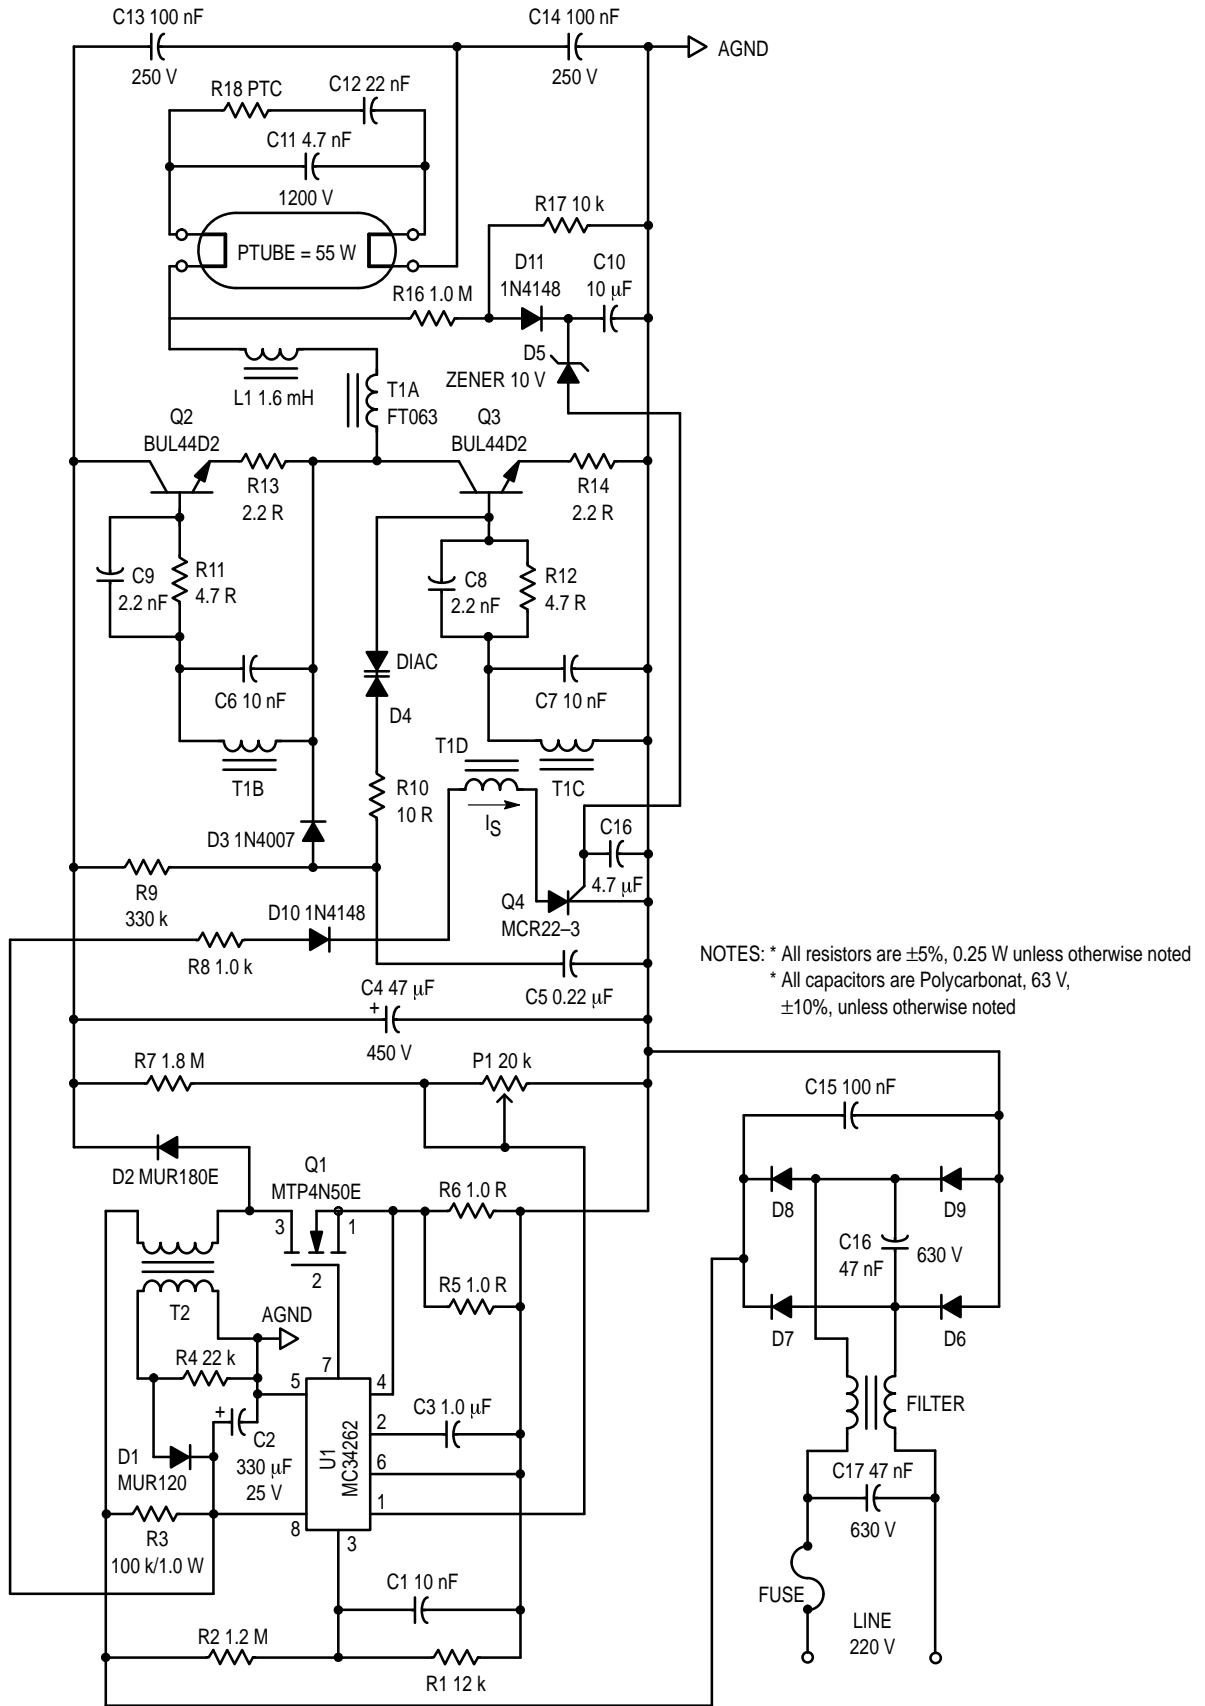 C13 100 nF
C14 100 nF
AGND
250 V
250 V
R18 PTC
C12 22 nF
C11 4.7 nF
1200 V
R17 10 k
PTUBE = 55 W
D11
1N4148
C10
10 µF
R16 1.0 M
D5
ZENER 10 V
L1 1.6 mH
T1A
FT063
Q2
BUL44D2
Q3
BUL44D2
R13
2.2 R
R14
2.2 R
C9
2.2 nF
R11
4.7 R
C8
2.2 nF
R12
4.7 R
DIAC
C6 10 nF
C7 10 nF
D4
T1D
T1B
T1C
R10
10 R
IS
D3 1N4007
C16
4.7 µF
R9
330 k
Q4
MCR22–3
D10 1N4148
R8 1.0 k
NOTES: * All resistors are ±5%, 0.25 W unless otherwise noted
* All capacitors are Polycarbonat, 63 V,
±10%, unless otherwise noted
C4 47 µF
+
450 V
C5 0.22 µF
R7 1.8 M
P1 20 k
C15 100 nF
D2 MUR180E
Q1
MTP4N50E
R6 1.0 R
3
1
2
D8
D9
C16
47 nF
630 V
R5 1.0 R
T2
AGND
D7
D6
R4 22 k
7
5
4
C3 1.0 µF
FILTER
+
C2
330 µF
25 V
2
D1
MUR120
U1
MC34262
6
C17 47 nF
630 V
1
R3
100 k/1.0 W
8
3
C1 10 nF
FUSE
LINE
220 V
R2 1.2 M
R1 12 k